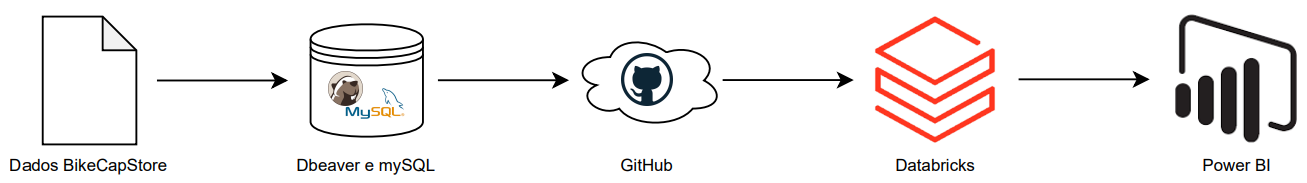 MySQL
Dados BikeCapStore
Dbeaver e mySQL
GitHub
Databricks
Power BI